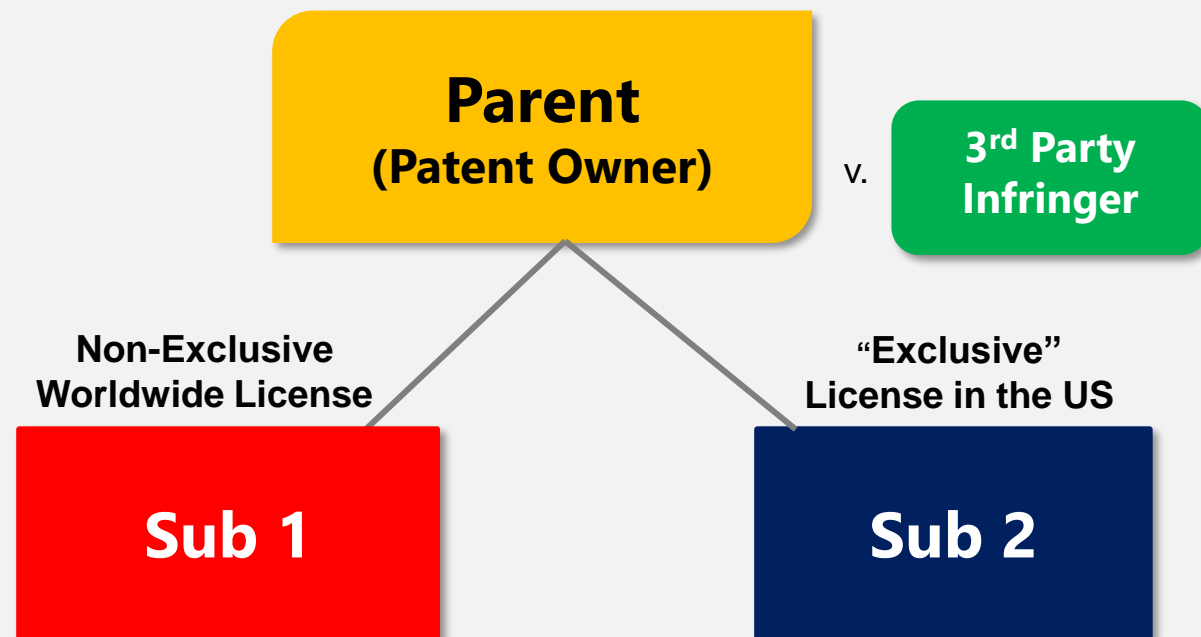 Parent
(Patent Owner)
v.
3rd Party
Infringer
Non-Exclusive
Worldwide License
“Exclusive”
License in the US
Sub 1
Sub 2